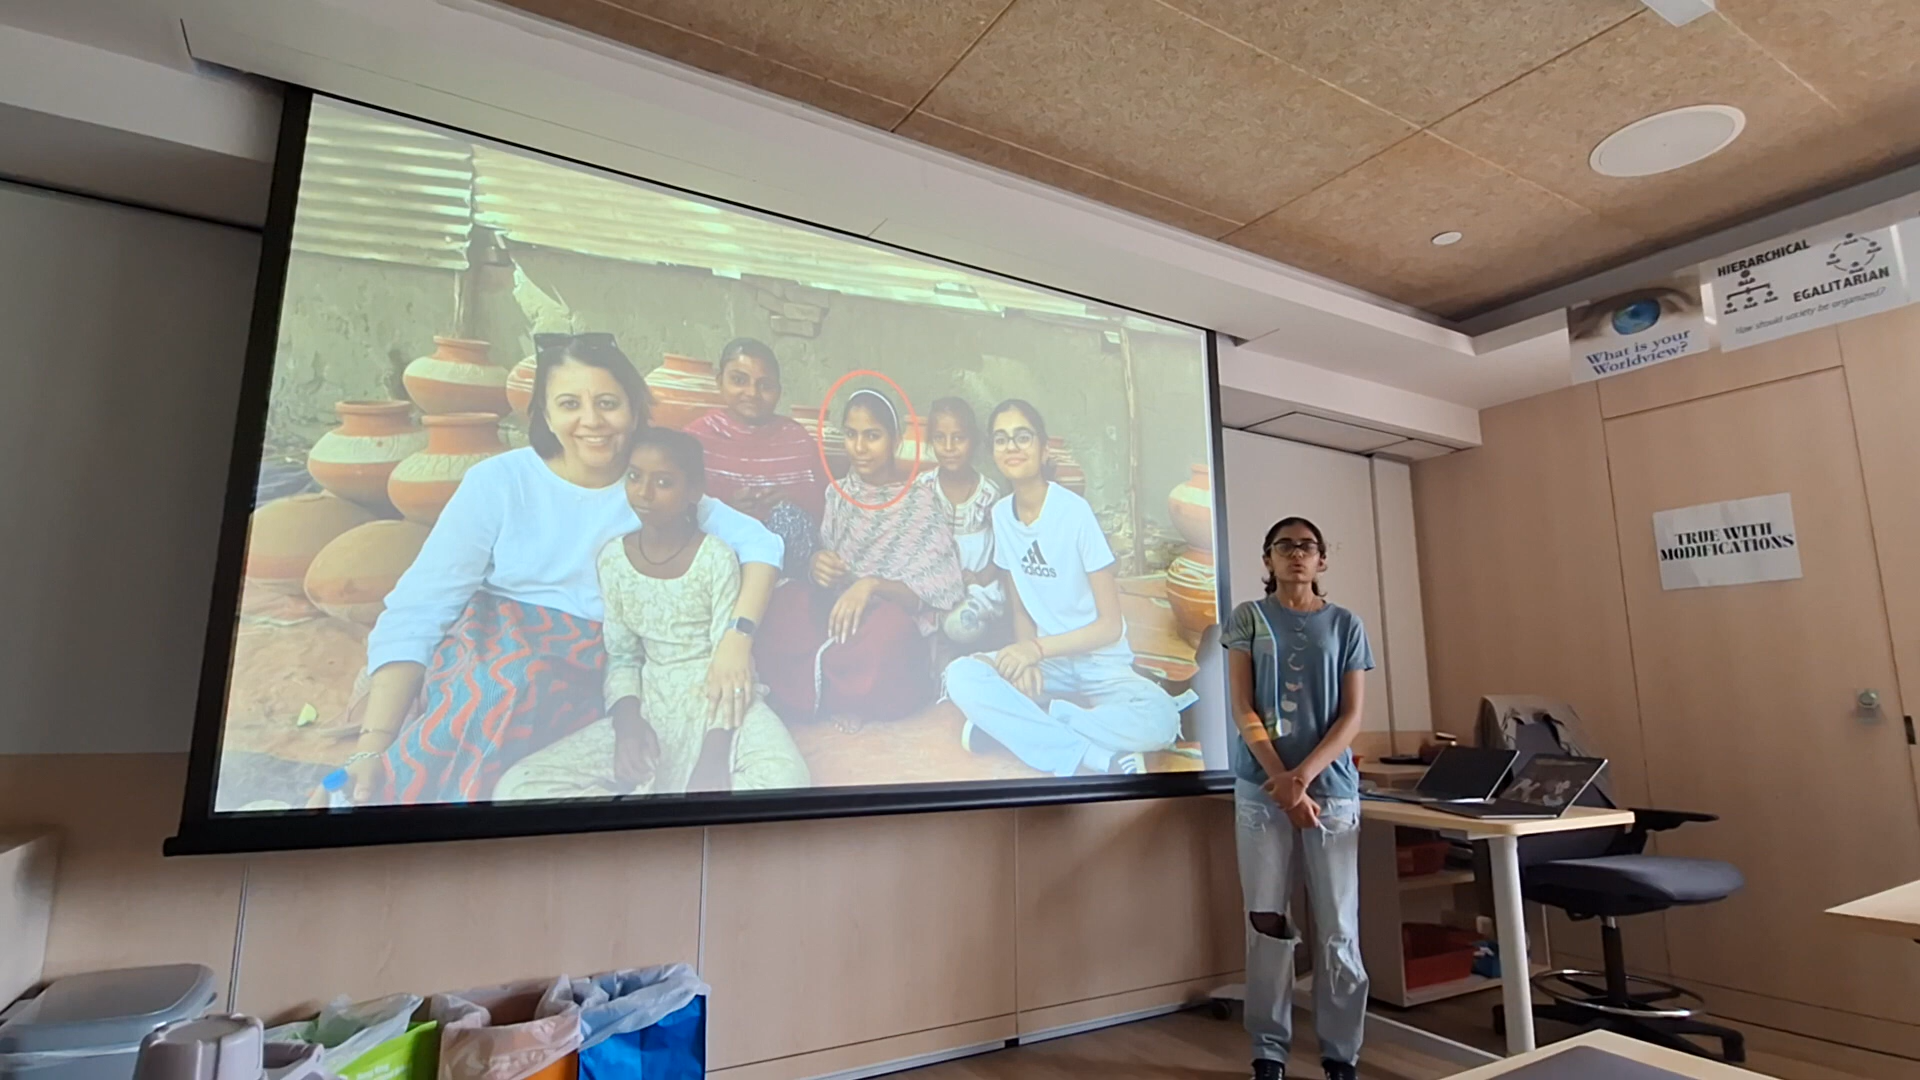 adidas
What is your
Worldview?
HIERARCHICAL
EGALITARIAN
How should society be organized?
TRUE WITH
MODIFICATIONS